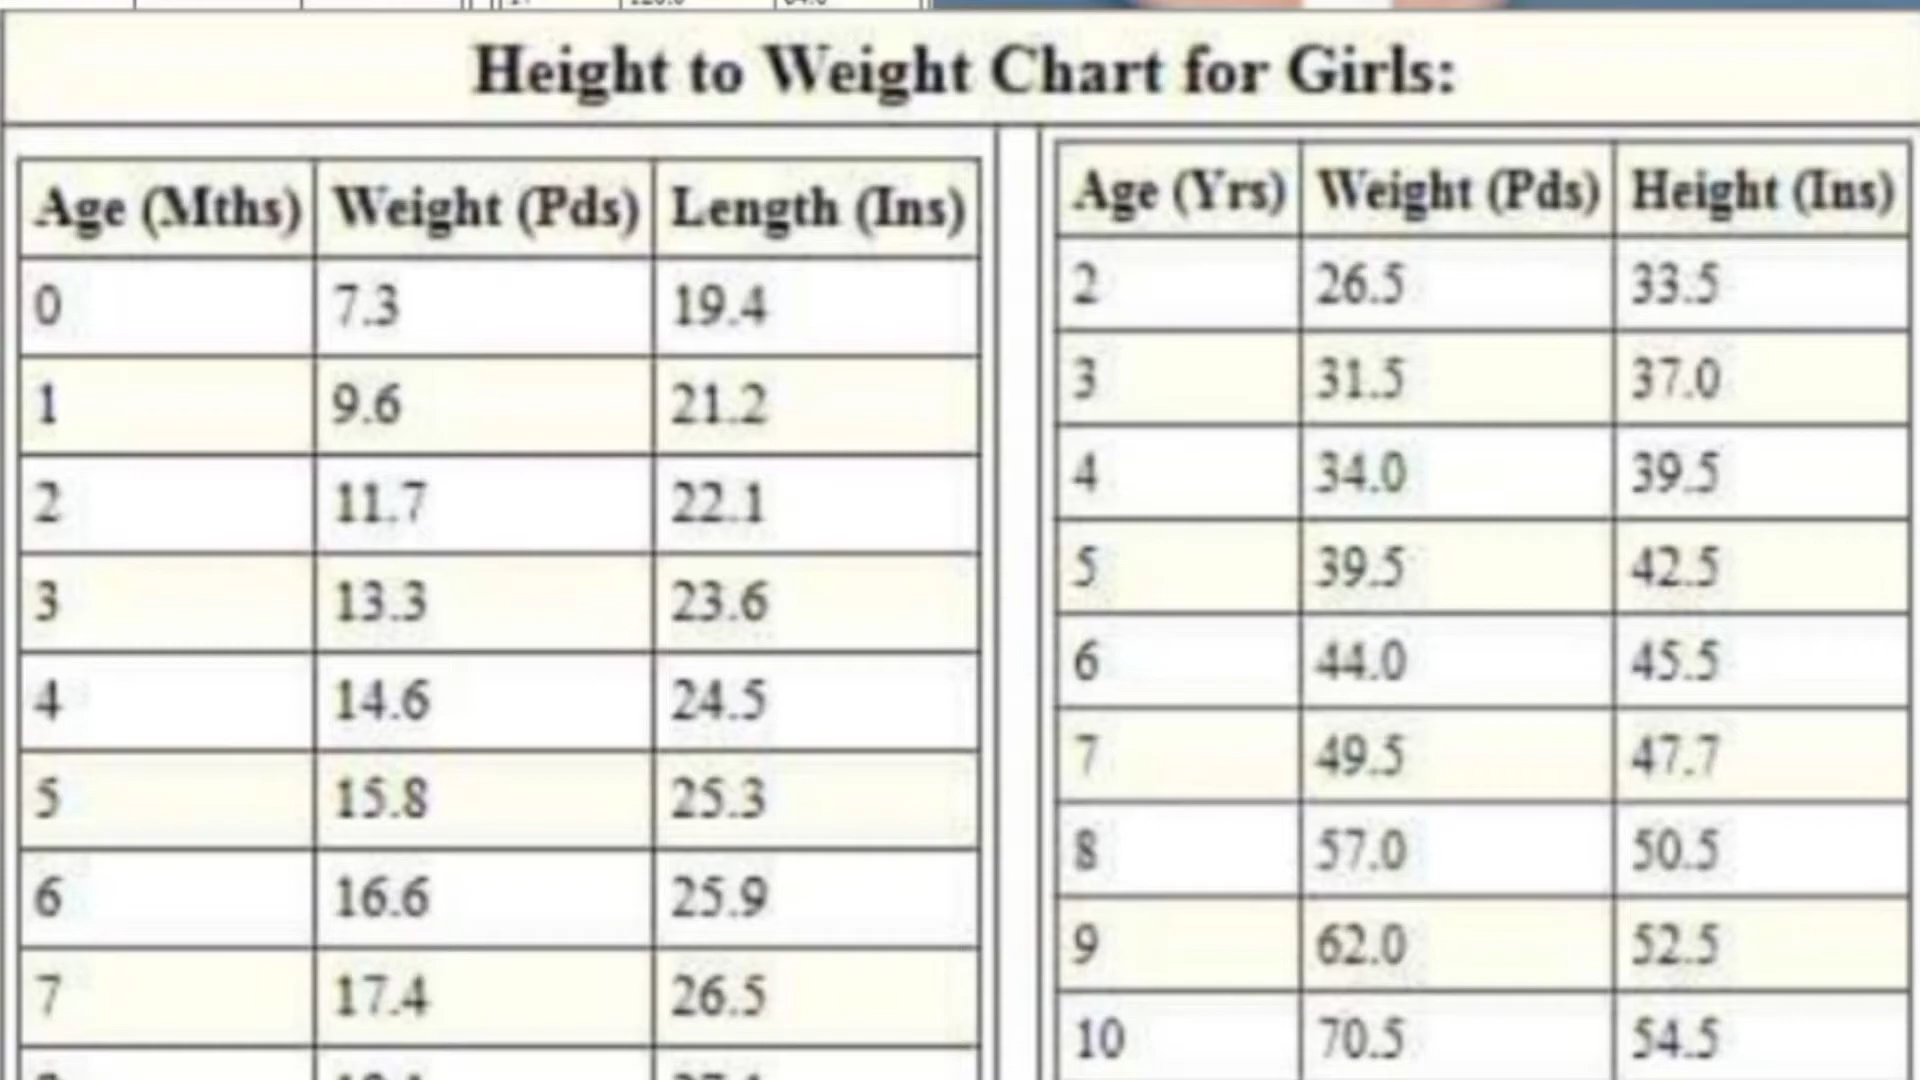 Height to Weight Chart for Girls:
Age (Mths) Weight (Pds) Length (Ins)
0 7.3 19.4
1 9.6 21.2
2 11.7 22.1
3 13.3 23.6
4 14.6 24.5
5 15.8 25.3
6 16.6 25.9
7 17.4 26.5
Age (Yrs) Weight (Pds) Height (Ins)
2 26.5 33.5
3 31.5 37.0
4 34.0 39.5
5 39.5 42.5
6 44.0 45.5
7 49.5 47.7
8 57.0 50.5
9 62.0 52.5
10 70.5 54.5